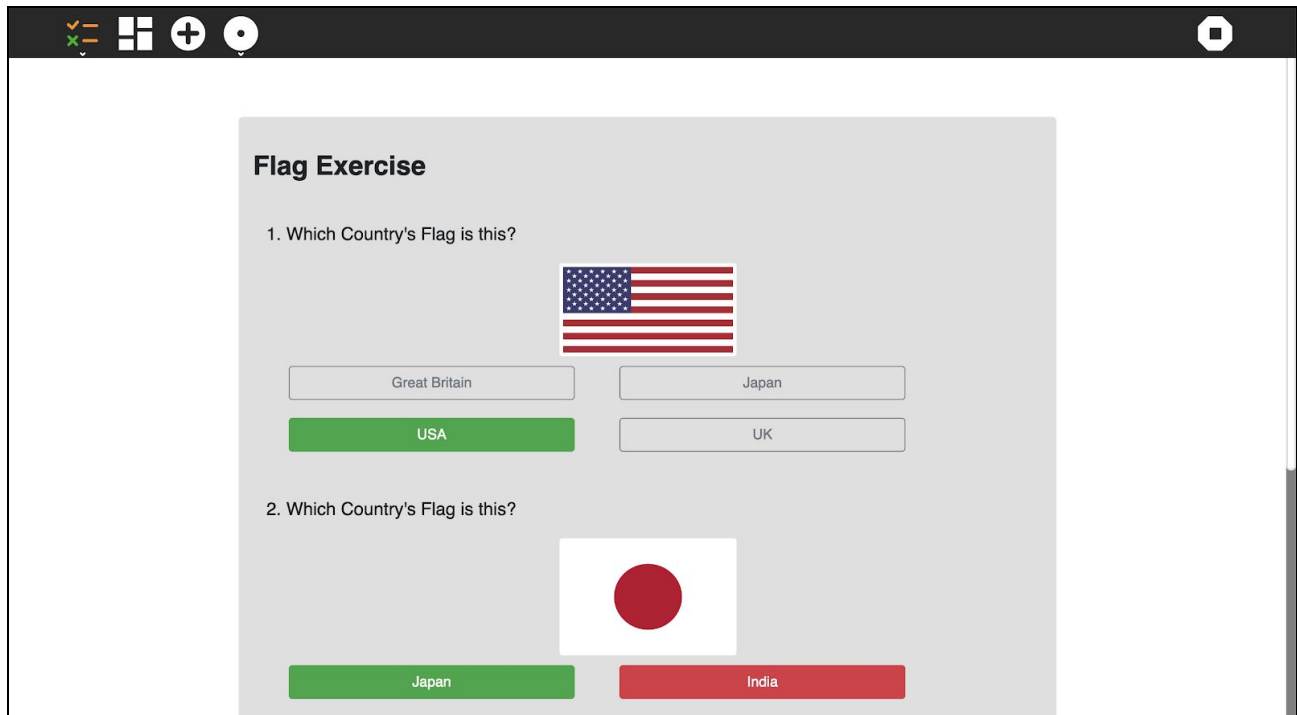 Flag Exercise
1. Which Country's Flag is this?
Great Britain
Japan
USA
UK
2. Which Country's Flag is this?
Japan
India